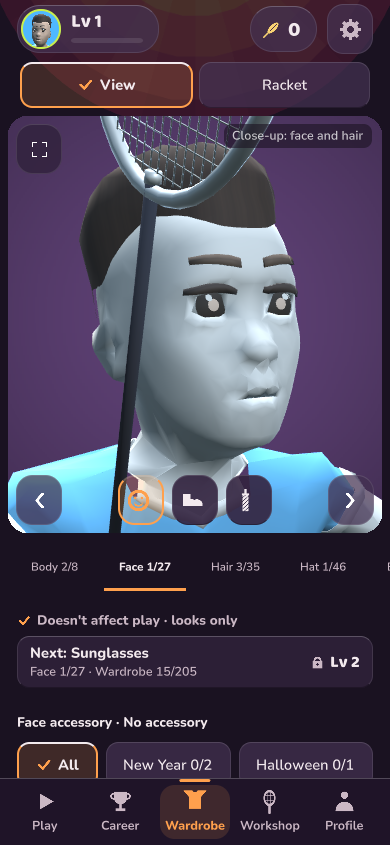 Lv 1
0
View
Racket
Close-up: face and hair
Body 2/8
Face 1/27
Hair 3/35
Hat 1/46
Doesn't affect play · looks only
Next: Sunglasses
Face 1/27 · Wardrobe 15/205
Lv 2
Face accessory · No accessory
All
New Year 0/2
Halloween 0/1
Play
Career
Wardrobe
Workshop
Profile